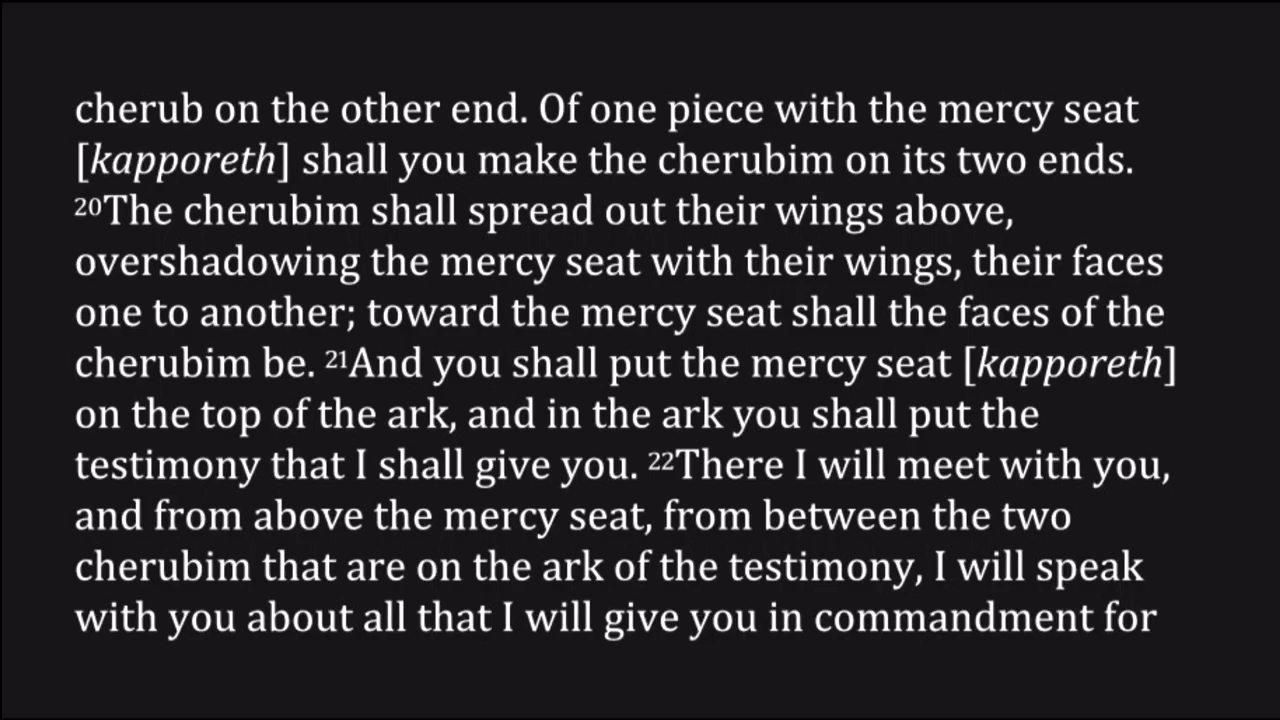 cherub on the other end. Of one piece with the mercy seat
[kapporeth] shall you make the cherubim on its two ends.
²⁰The cherubim shall spread out their wings above,
overshadowing the mercy seat with their wings, their faces
one to another; toward the mercy seat shall the faces of the
cherubim be. ²¹And you shall put the mercy seat [kapporeth]
on the top of the ark, and in the ark you shall put the
testimony that I shall give you. ²²There I will meet with you,
and from above the mercy seat, from between the two
cherubim that are on the ark of the testimony, I will speak
with you about all that I will give you in commandment for